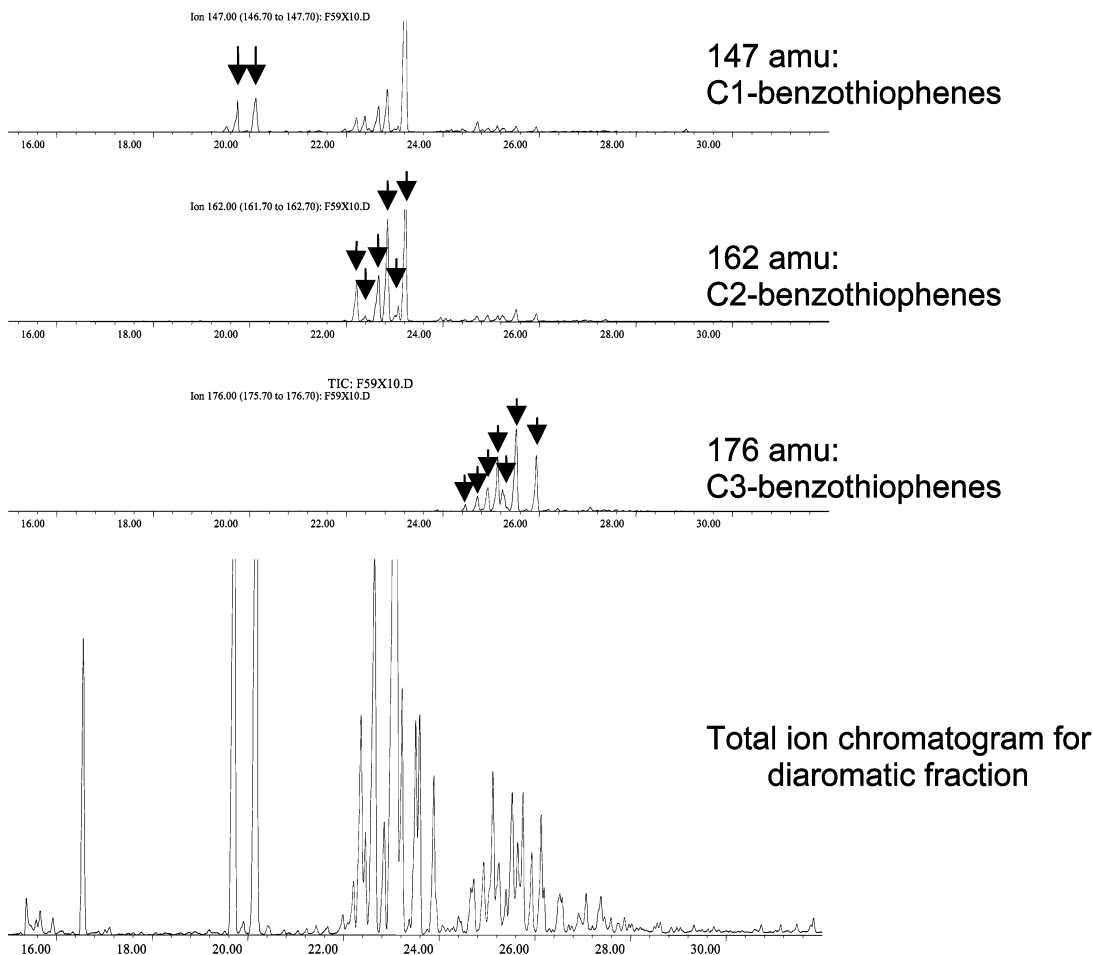 Ion 147.00 (146.70 to 147.70): F59X10.D
147 amu:
C1-benzothiophenes
16.00 18.00 20.00 22.00 24.00 26.00 28.00 30.00
Ion 162.00 (161.70 to 162.70): F59X10.D
162 amu:
C2-benzothiophenes
16.00 18.00 20.00 22.00 24.00 26.00 28.00 30.00
TIC: F59X10.D
Ion 176.00 (175.70 to 176.70): F59X10.D
176 amu:
C3-benzothiophenes
16.00 18.00 20.00 22.00 24.00 26.00 28.00 30.00
Total ion chromatogram for
diaromatic fraction
16.00 18.00 20.00 22.00 24.00 26.00 28.00 30.00